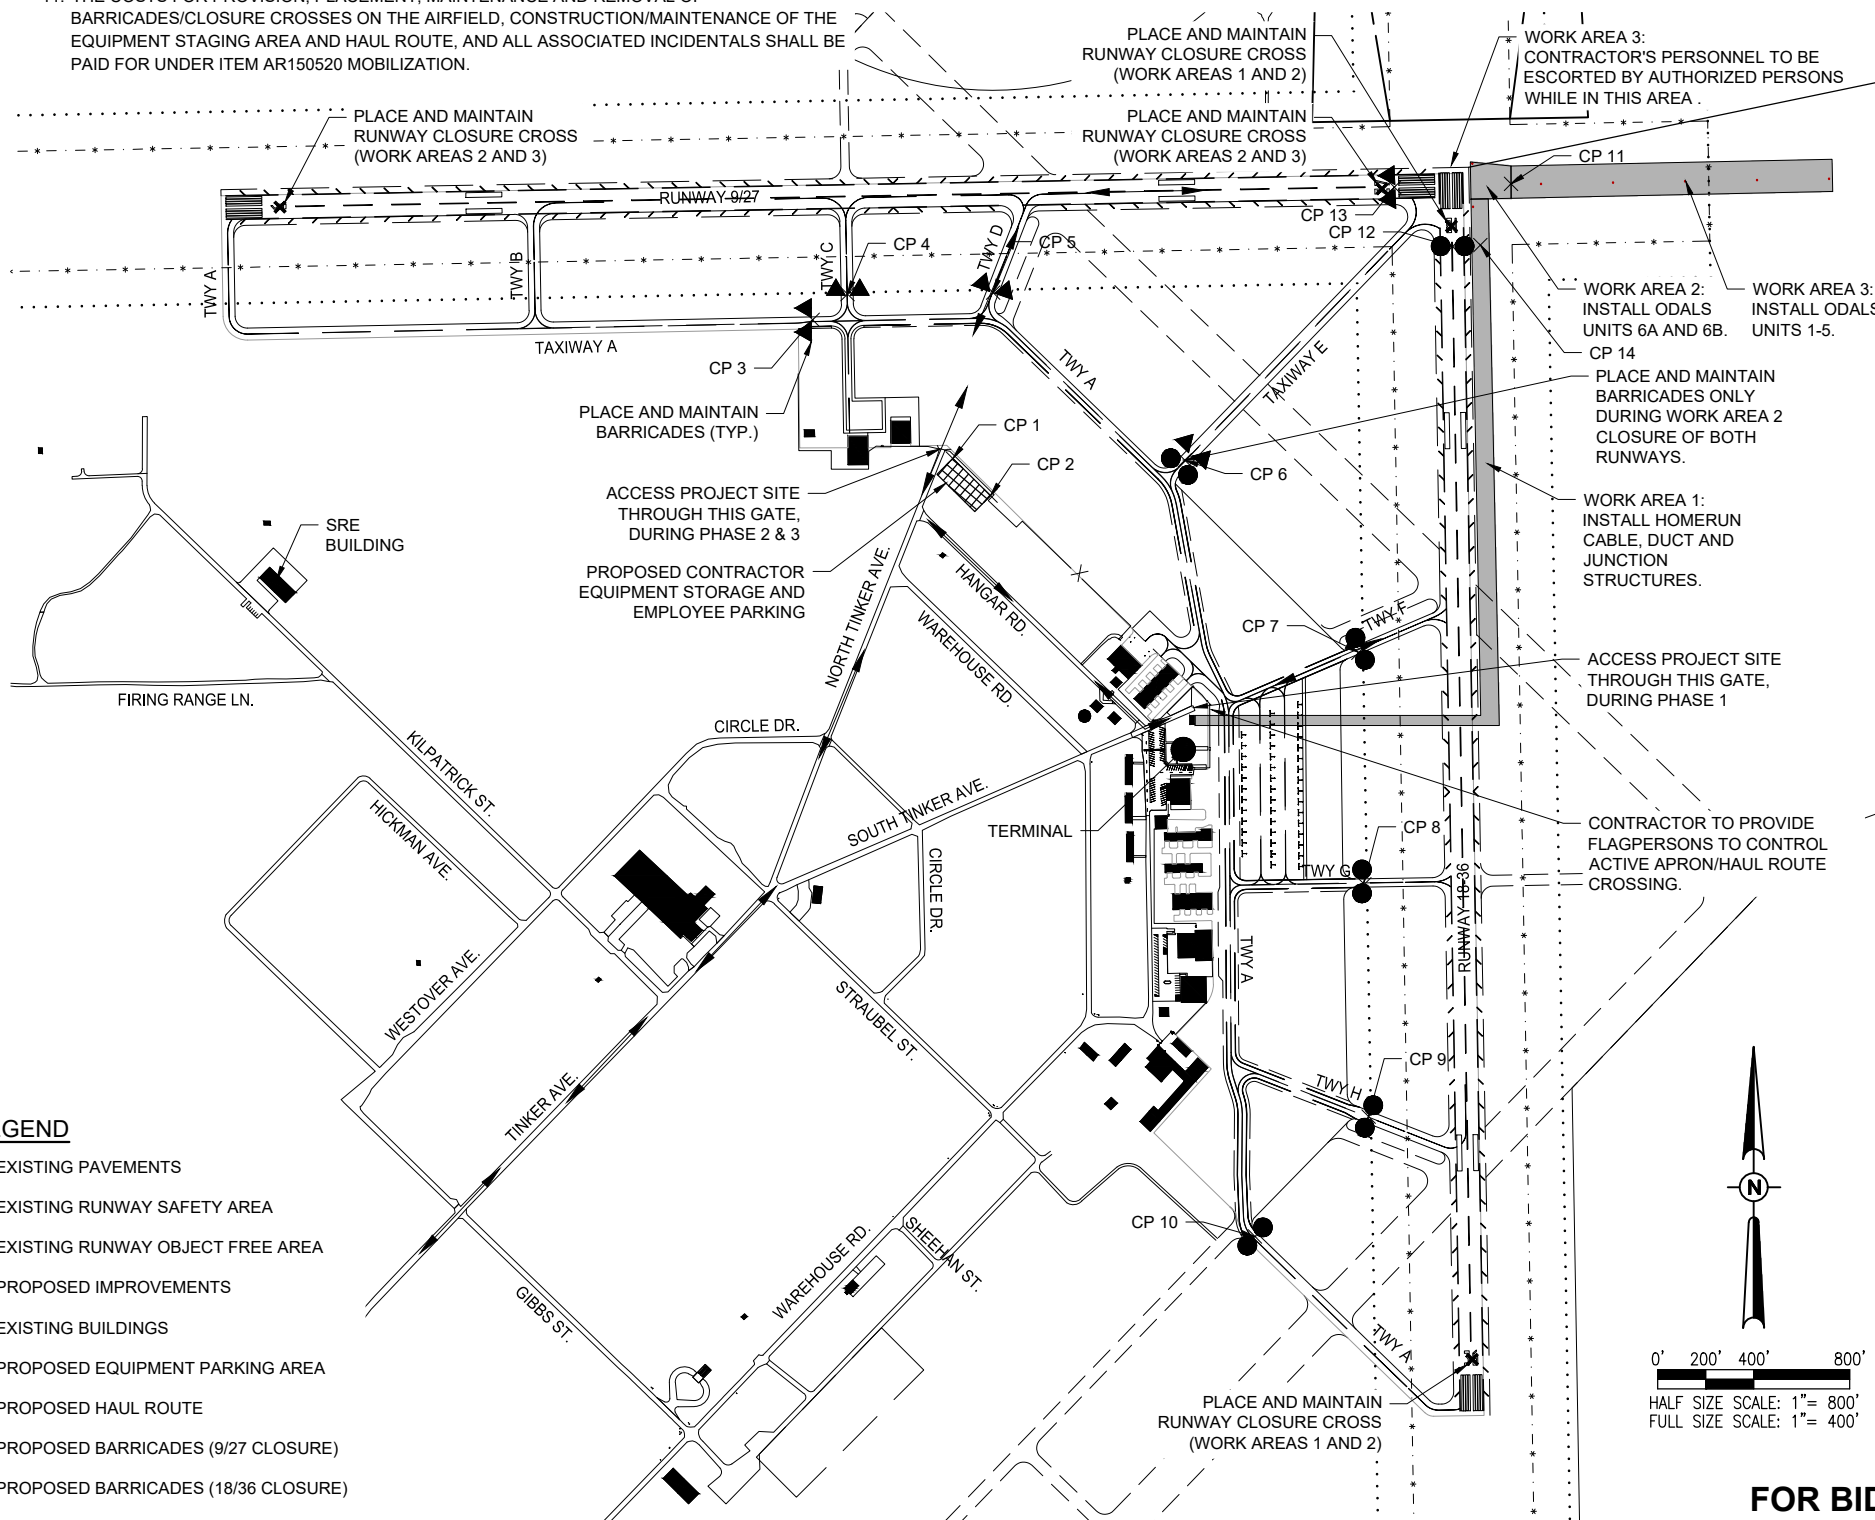 BARRICADES/CLOSURE CROSSES ON THE AIRFIELD, CONSTRUCTION/MAINTENANCE OF THE
EQUIPMENT STAGING AREA AND HAUL ROUTE, AND ALL ASSOCIATED INCIDENTALS SHALL BE
PAID FOR UNDER ITEM AR150520 MOBILIZATION.
PLACE AND MAINTAIN
RUNWAY CLOSURE CROSS
(WORK AREAS 1 AND 2)
WORK AREA 3:
CONTRACTOR'S PERSONNEL TO BE
ESCORTED BY AUTHORIZED PERSONS
WHILE IN THIS AREA .
PLACE AND MAINTAIN
RUNWAY CLOSURE CROSS
(WORK AREAS 2 AND 3)
PLACE AND MAINTAIN
RUNWAY CLOSURE CROSS
(WORK AREAS 2 AND 3)
CP 11
RUNWAY 9/27
CP 13
CP 12
TWY A
TWY B
TWY C
CP 4
TWY D
CP 5
TAXIWAY A
CP 3
TWY A
TAXIWAY E
WORK AREA 2:
INSTALL ODALS
UNITS 6A AND 6B.
WORK AREA 3:
INSTALL ODALS
UNITS 1-5.
CP 14
PLACE AND MAINTAIN
BARRICADES ONLY
DURING WORK AREA 2
CLOSURE OF BOTH
RUNWAYS.
PLACE AND MAINTAIN
BARRICADES (TYP.)
CP 1
CP 2
CP 6
ACCESS PROJECT SITE
THROUGH THIS GATE,
DURING PHASE 2 & 3
WORK AREA 1:
INSTALL HOMERUN
CABLE, DUCT AND
JUNCTION
STRUCTURES.
SRE
BUILDING
PROPOSED CONTRACTOR
EQUIPMENT STORAGE AND
EMPLOYEE PARKING
NORTH TINKER AVE.
HANGAR RD.
WAREHOUSE RD.
CP 7
TWY F
ACCESS PROJECT SITE
THROUGH THIS GATE,
DURING PHASE 1
FIRING RANGE LN.
KILPATRICK ST.
CIRCLE DR.
SOUTH TINKER AVE.
TERMINAL
CP 8
CONTRACTOR TO PROVIDE
FLAGPERSONS TO CONTROL
ACTIVE APRON/HAUL ROUTE
CROSSING.
HICKMAN AVE.
CIRCLE DR.
TWY G
RUNWAY 18-36
WESTOVER AVE.
STRAUBEL ST.
TWY A
TINKER AVE.
CP 9
TWY H
N
CP 10
WAREHOUSE RD.
SHEEHAN ST.
GIBBS ST.
TWY A
EXISTING PAVEMENTS
EXISTING RUNWAY SAFETY AREA
EXISTING RUNWAY OBJECT FREE AREA
PROPOSED IMPROVEMENTS
EXISTING BUILDINGS
PROPOSED EQUIPMENT PARKING AREA
PROPOSED HAUL ROUTE
PROPOSED BARRICADES (9/27 CLOSURE)
PROPOSED BARRICADES (18/36 CLOSURE)
PLACE AND MAINTAIN
RUNWAY CLOSURE CROSS
(WORK AREAS 1 AND 2)
0' 200' 400' 800'
HALF SIZE SCALE: 1"= 800'
FULL SIZE SCALE: 1"= 400'
FOR BID